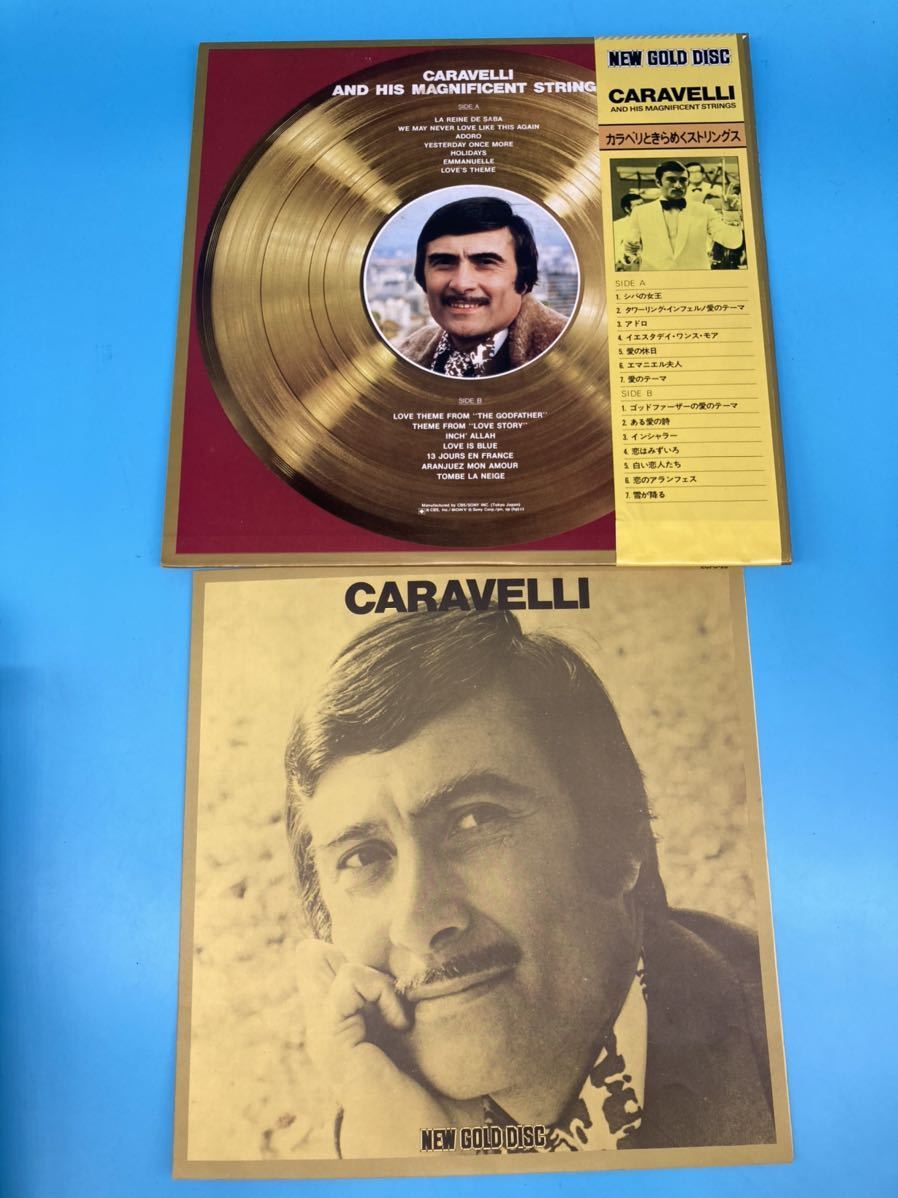 CARAVELLI
AND HIS MAGNIFICENT STRING
SIDE A
LA REINE DE SABA
WE MAY NEVER LOVE LIKE THIS AGAIN
ADORO
YESTERDAY ONCE MORE
HOLIDAYS
EMMANUELLE
LOVE'S THEME
SIDE B
LOVE THEME FROM "THE GODFATHER"
THEME FROM "LOVE STORY"
INCH' ALLAH
LOVE IS BLUE
13 JOURS EN FRANCE
ARANJUEZ MON AMOUR
TOMBE LA NEIGE
Manufactured by CBS/SONY INC. (Tokyo Japan)
NEW GOLD DISC
CARAVELLI
AND HIS MAGNIFICENT STRINGS
カラベリときらめくストリングス
SIDE A
1. シバの女王
2. タワーリング・インフェルノ愛のテーマ
3. アドロ
4. イエスタデイ・ワンス・モア
5. 愛の休日
6. エマニエル夫人
7. 愛のテーマ
SIDE B
1. ゴッドファーザーの愛のテーマ
2. ある愛の詩
3. インシャラー
4. 恋はみずいろ
5. 白い恋人たち
6. 恋のアランフェス
7. 雪が降る
CARAVELLI
NEW GOLD DISC